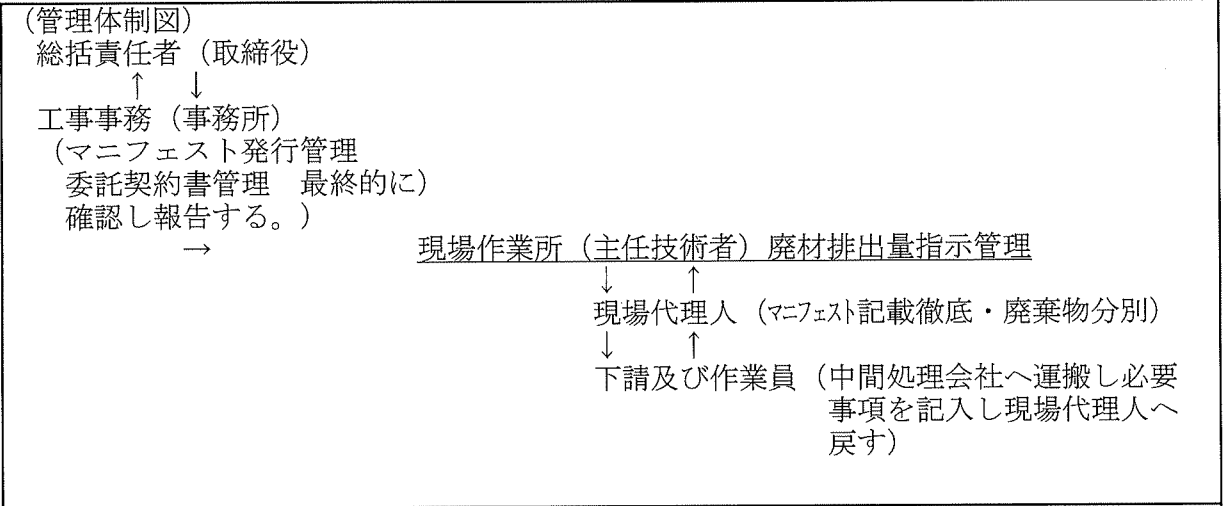 (管理体制図)
総括責任者（取締役）
↑ ↓
工事事務（事務所）
（マニフェスト発行管理
委託契約書管理　最終的に）
確認し報告する。）
→ 現場作業所（主任技術者）廃材排出量指示管理
↓ ↑
現場代理人（ﾏﾆﾌｪｽﾄ記載徹底・廃棄物分別）
↓ ↑
下請及び作業員（中間処理会社へ運搬し必要
事項を記入し現場代理人へ
戻す）